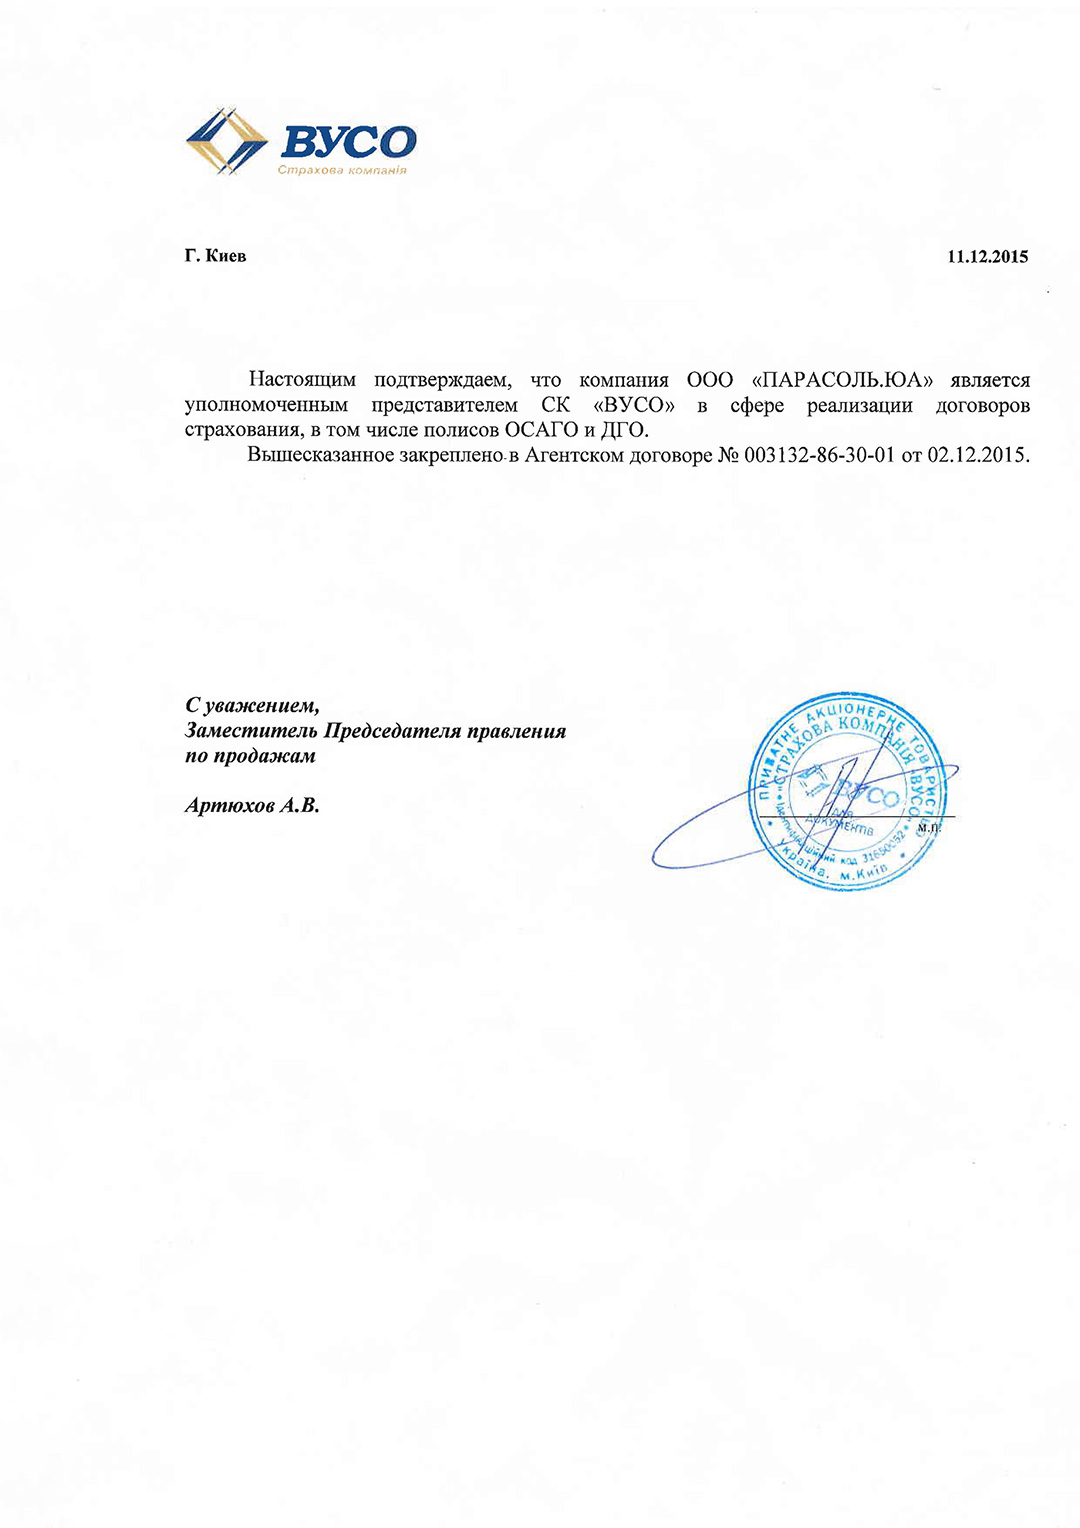 ВУСО
Страхова компанія
Г. Киев 11.12.2015
Настоящим подтверждаем, что компания ООО «ПАРАСОЛЬ.ЮА» является
уполномоченным представителем СК «ВУСО» в сфере реализации договоров
страхования, в том числе полисов ОСАГО и ДГО.
Вышесказанное закреплено в Агентском договоре № 003132-86-30-01 от 02.12.2015.
С уважением,
Заместитель Председателя правления
по продажам
Артюхов А.В.
ПРИВАТНЕ АКЦІОНЕРНЕ ТОВАРИСТВО
«СТРАХОВА КОМПАНІЯ «ВУСО»
ВУСО
ДЛЯ
ДОКУМЕНТІВ
Ідентифікаційний код 31650052
Україна, м.Київ
м.п.